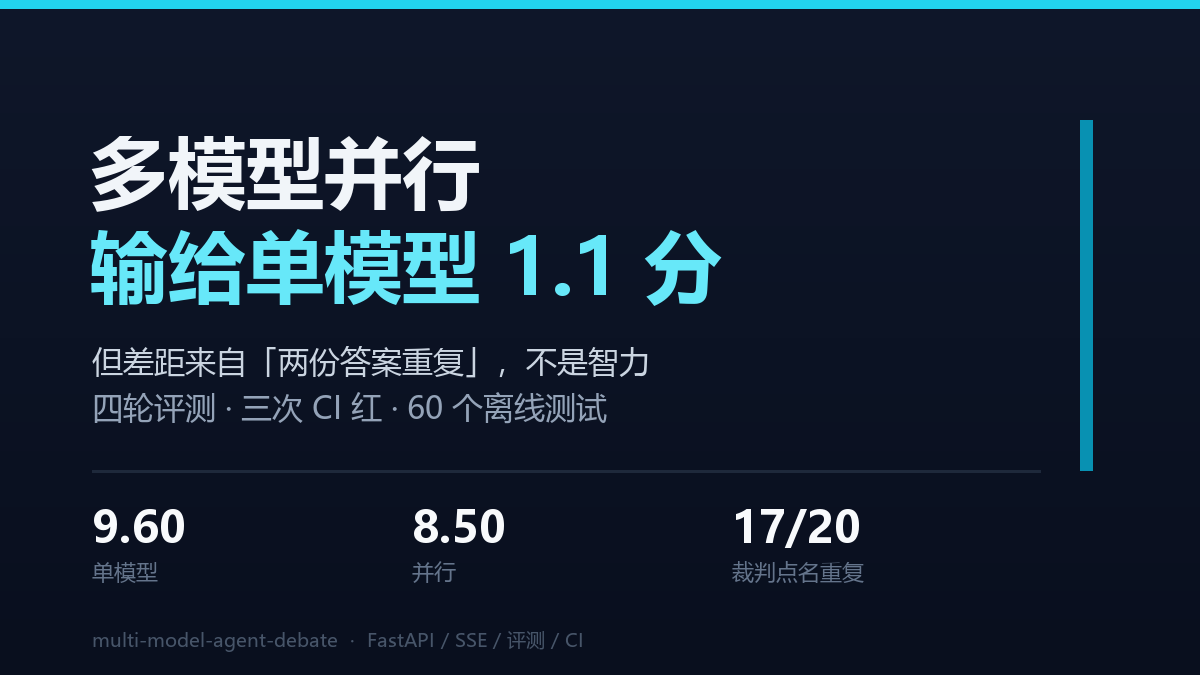 多模型并行
输给单模型 1.1 分
但差距来自「两份答案重复」，不是智力
四轮评测 · 三次 CI 红 · 60 个离线测试
9.60
8.50
17/20
单模型
并行
裁判点名重复
multi-model-agent-debate · FastAPI / SSE / 评测 / CI